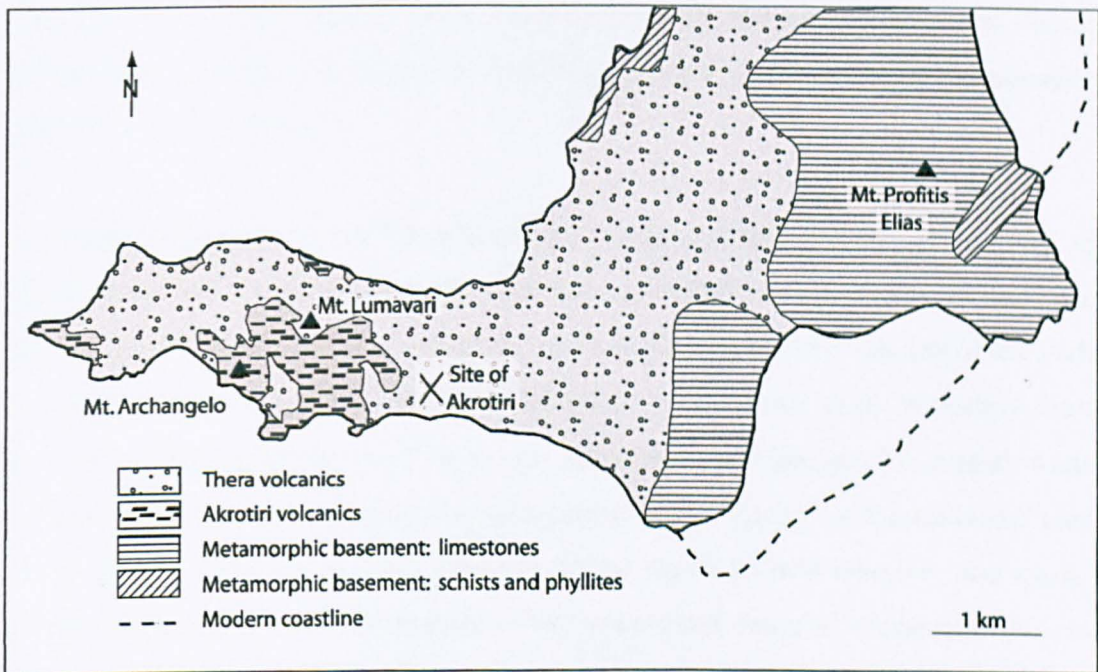 N
Mt. Profitis
Elias
Mt. Lumavari
Site of
Akrotiri
Mt. Archangelo
Thera volcanics
Akrotiri volcanics
Metamorphic basement: limestones
Metamorphic basement: schists and phyllites
Modern coastline
1 km